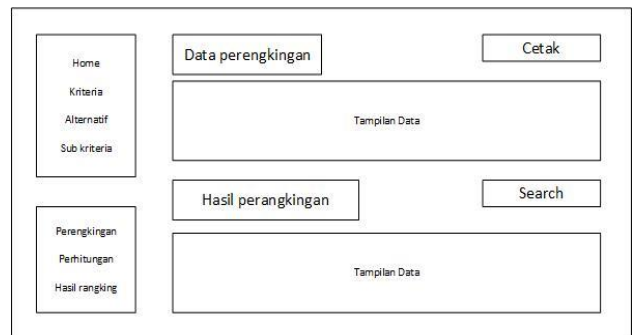 Home
Kriteria
Alternatif
Sub kriteria
Perengkingan
Perhitungan
Hasil rangking
Data perengkingan
Cetak
Tampilan Data
Hasil perangkingan
Search
Tampilan Data